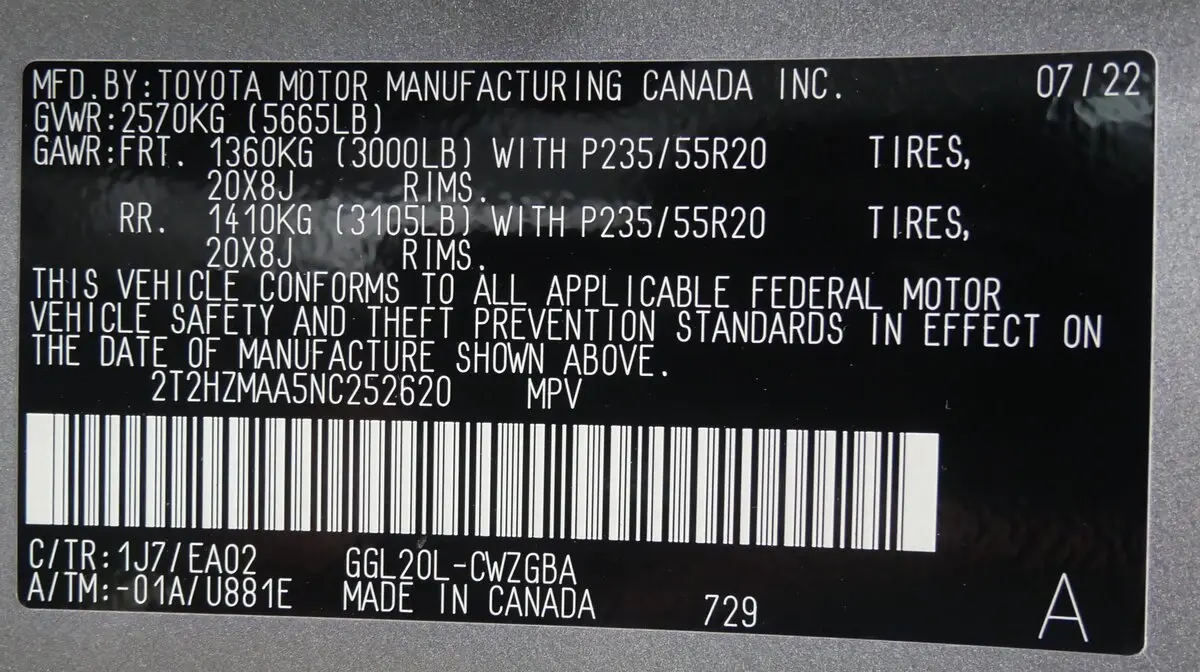 MFD.BY:TOYOTA MOTOR MANUFACTURING CANADA INC. 07/22
GVWR:2570KG (5665LB)
GAWR:FRT. 1360KG (3000LB) WITH P235/55R20 TIRES,
20X8J RIMS.
RR. 1410KG (3105LB) WITH P235/55R20 TIRES,
20X8J RIMS.
THIS VEHICLE CONFORMS TO ALL APPLICABLE FEDERAL MOTOR
VEHICLE SAFETY AND THEFT PREVENTION STANDARDS IN EFFECT ON
THE DATE OF MANUFACTURE SHOWN ABOVE.
2T2HZMAA5NC252620 MPV
C/TR:1J7/EA02 GGL20L-CWZGBA
A/TM:-01A/U881E MADE IN CANADA 729 A